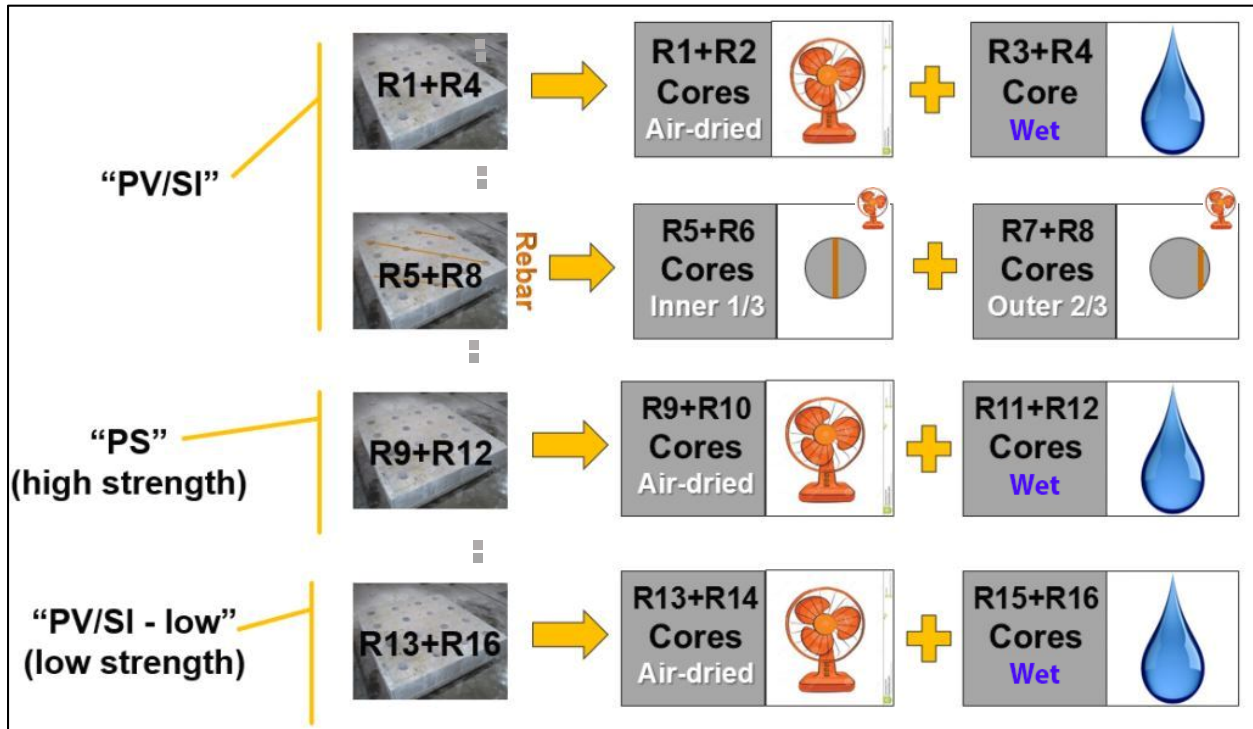 R1+R4
R1+R2
Cores
Air-dried
R3+R4
Core
Wet
“PV/SI”
R5+R8
Rebar
R5+R6
Cores
Inner 1/3
R7+R8
Cores
Outer 2/3
“PS”
(high strength)
R9+R12
R9+R10
Cores
Air-dried
R11+R12
Cores
Wet
“PV/SI - low”
(low strength)
R13+R16
R13+R14
Cores
Air-dried
R15+R16
Cores
Wet